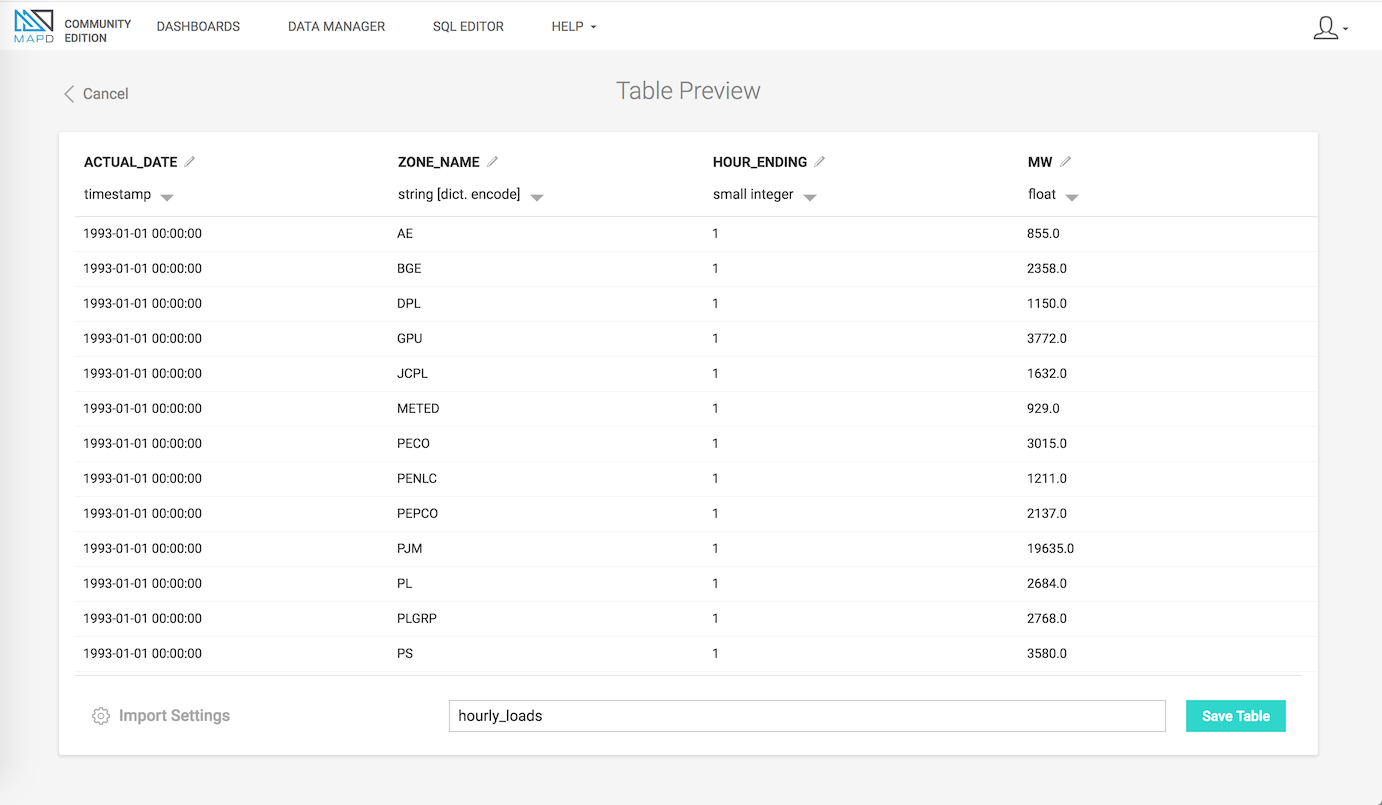 MAPD
COMMUNITY EDITION
DASHBOARDS DATA MANAGER SQL EDITOR HELP
Cancel
Table Preview
ACTUAL_DATE ZONE_NAME HOUR_ENDING MW
timestamp string [dict. encode] small integer float
1993-01-01 00:00:00 AE 1 855.0
1993-01-01 00:00:00 BGE 1 2358.0
1993-01-01 00:00:00 DPL 1 1150.0
1993-01-01 00:00:00 GPU 1 3772.0
1993-01-01 00:00:00 JCPL 1 1632.0
1993-01-01 00:00:00 METED 1 929.0
1993-01-01 00:00:00 PECO 1 3015.0
1993-01-01 00:00:00 PENLC 1 1211.0
1993-01-01 00:00:00 PEPCO 1 2137.0
1993-01-01 00:00:00 PJM 1 19635.0
1993-01-01 00:00:00 PL 1 2684.0
1993-01-01 00:00:00 PLGRP 1 2768.0
1993-01-01 00:00:00 PS 1 3580.0
Import Settings hourly_loads Save Table